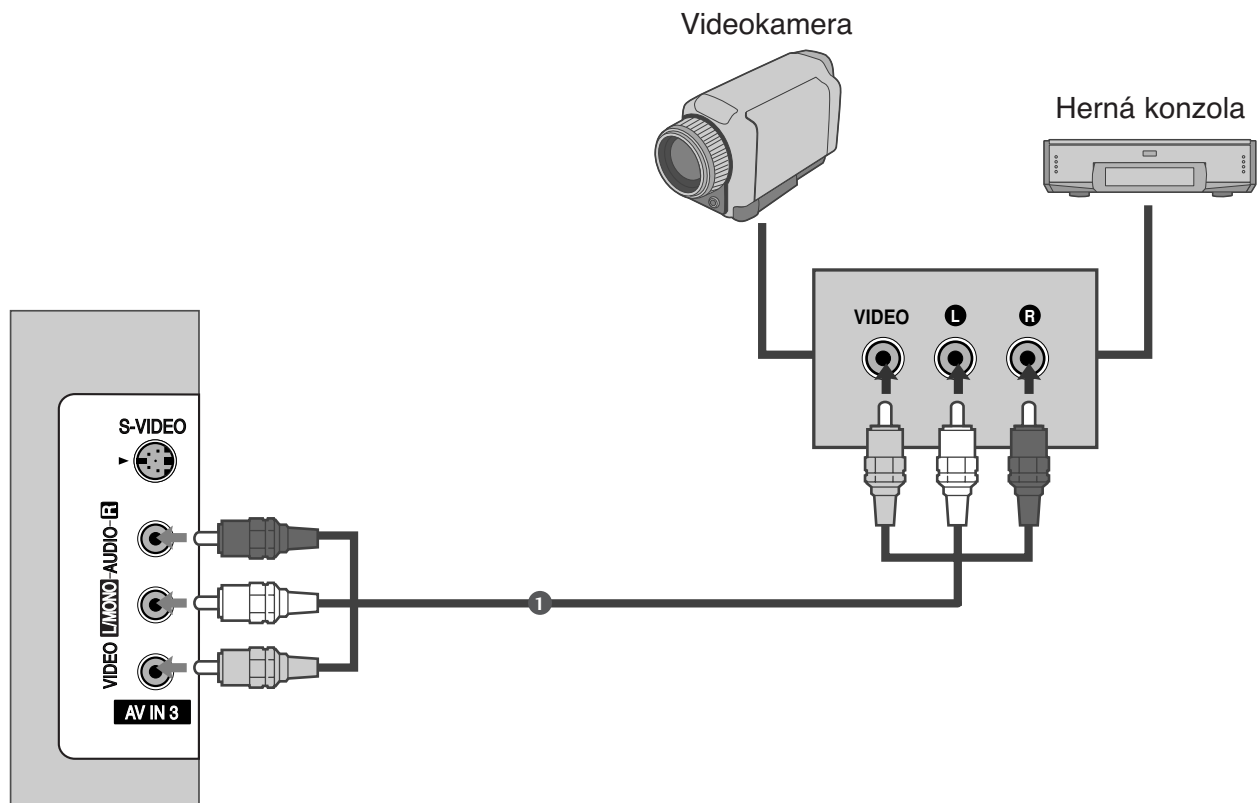 Videokamera
Herná konzola
VIDEO L R
S-VIDEO
VIDEO L/MONO-AUDIO-R
AV IN 3
1